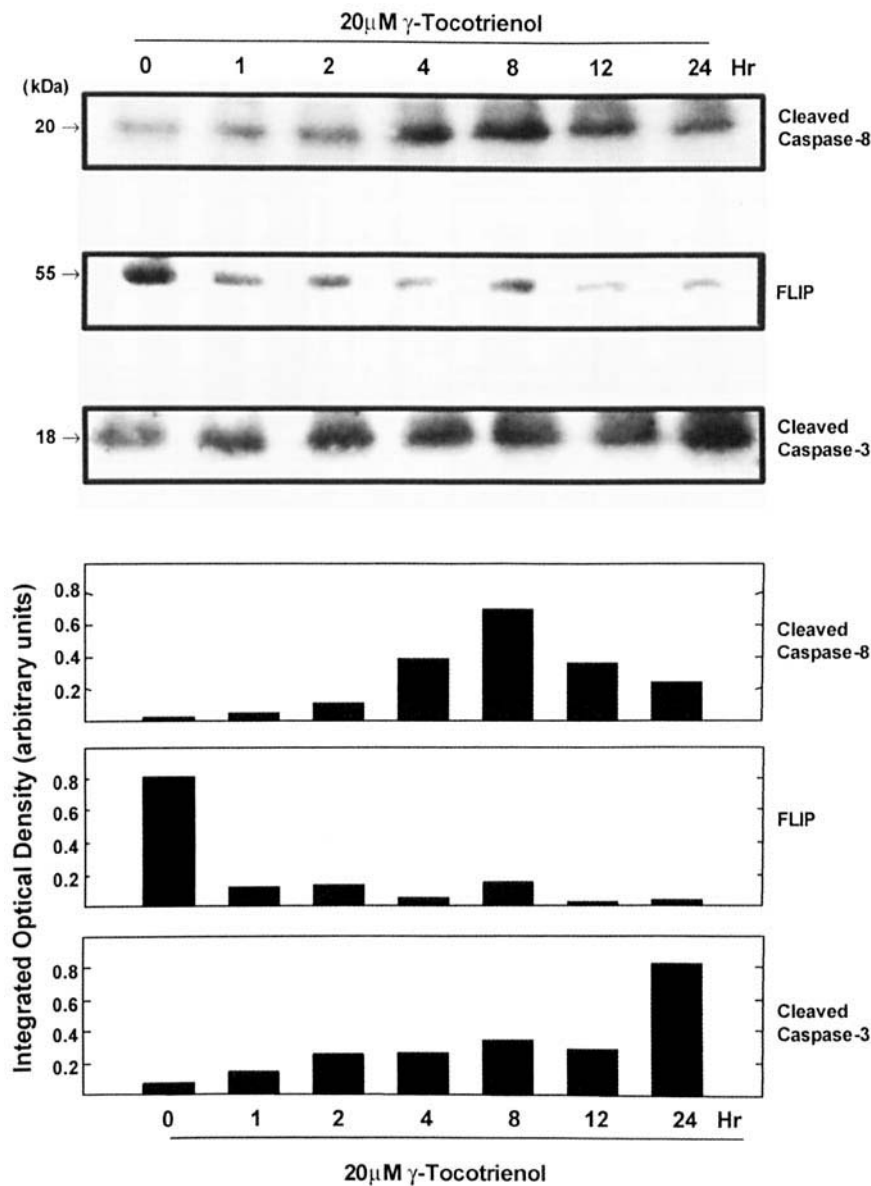 20μM γ-Tocotrienol
0 1 2 4 8 12 24 Hr
(kDa)
20 →
Cleaved
Caspase-8
55 →
FLIP
18 →
Cleaved
Caspase-3
Integrated Optical Density (arbitrary units)
0.8
0.6
0.4
0.2
Cleaved
Caspase-8
0.8
0.6
0.4
0.2
FLIP
0.8
0.6
0.4
0.2
Cleaved
Caspase-3
0 1 2 4 8 12 24 Hr
20μM γ-Tocotrienol